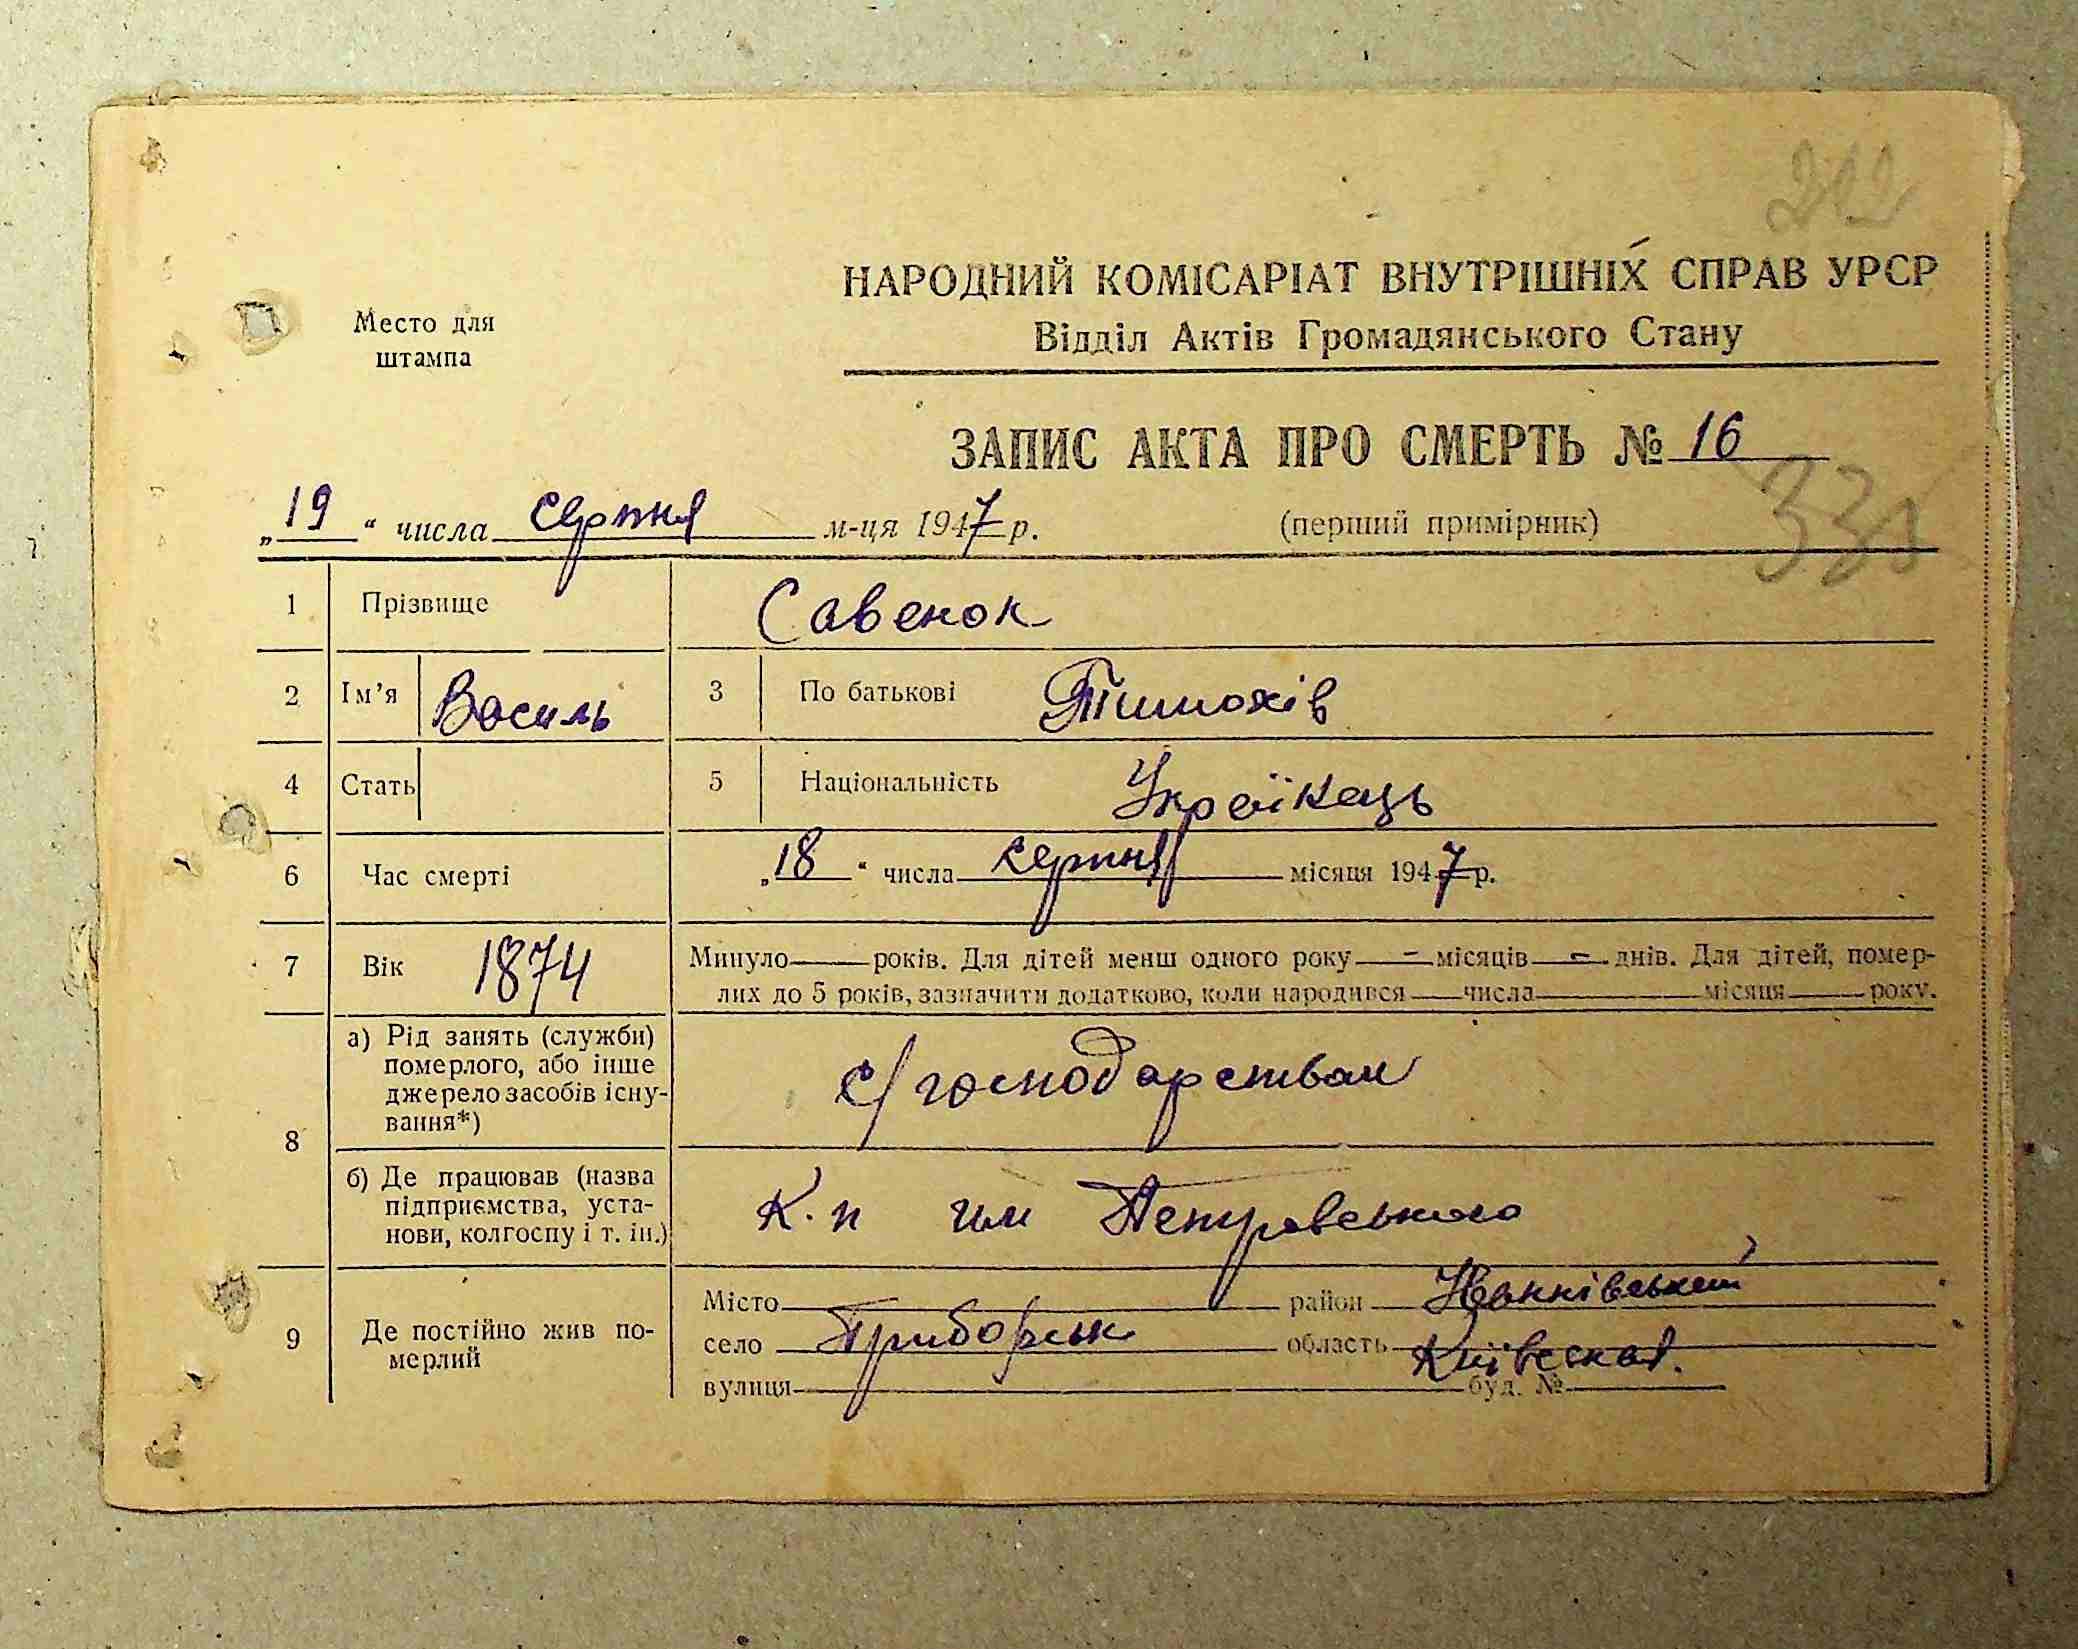 202
НАРОДНИЙ КОМІСАРІАТ ВНУТРІШНІХ СПРАВ УРСР
Место для штампа
Відділ Актів Громадянського Стану
ЗАПИС АКТА ПРО СМЕРТЬ № 16
„19“ числа серпня м-ця 1947 р. (перший примірник)
1 Прізвище Савенок
2 Ім’я Василь 3 По батькові Тимохів
4 Стать 5 Національність Українець
6 Час смерті „18“ числа серпня місяця 1947 р.
7 Вік 1874 Минуло — років. Для дітей менш одного року — місяців — днів. Для дітей, помер-
лих до 5 років, зазначити додатково, коли народився — числа — місяця — року.
8 а) Рід занять (служби)
померлого, або інше
джерело засобів існу-
вання*) с/господарством
б) Де працював (назва
підприємства, уста-
нови, колгоспу і т. ін.) К.п им Петровського
9 Де постійно жив по-
мерлий
Місто район Іванківський
село Приборськ область Київская.
вулиця буд. №